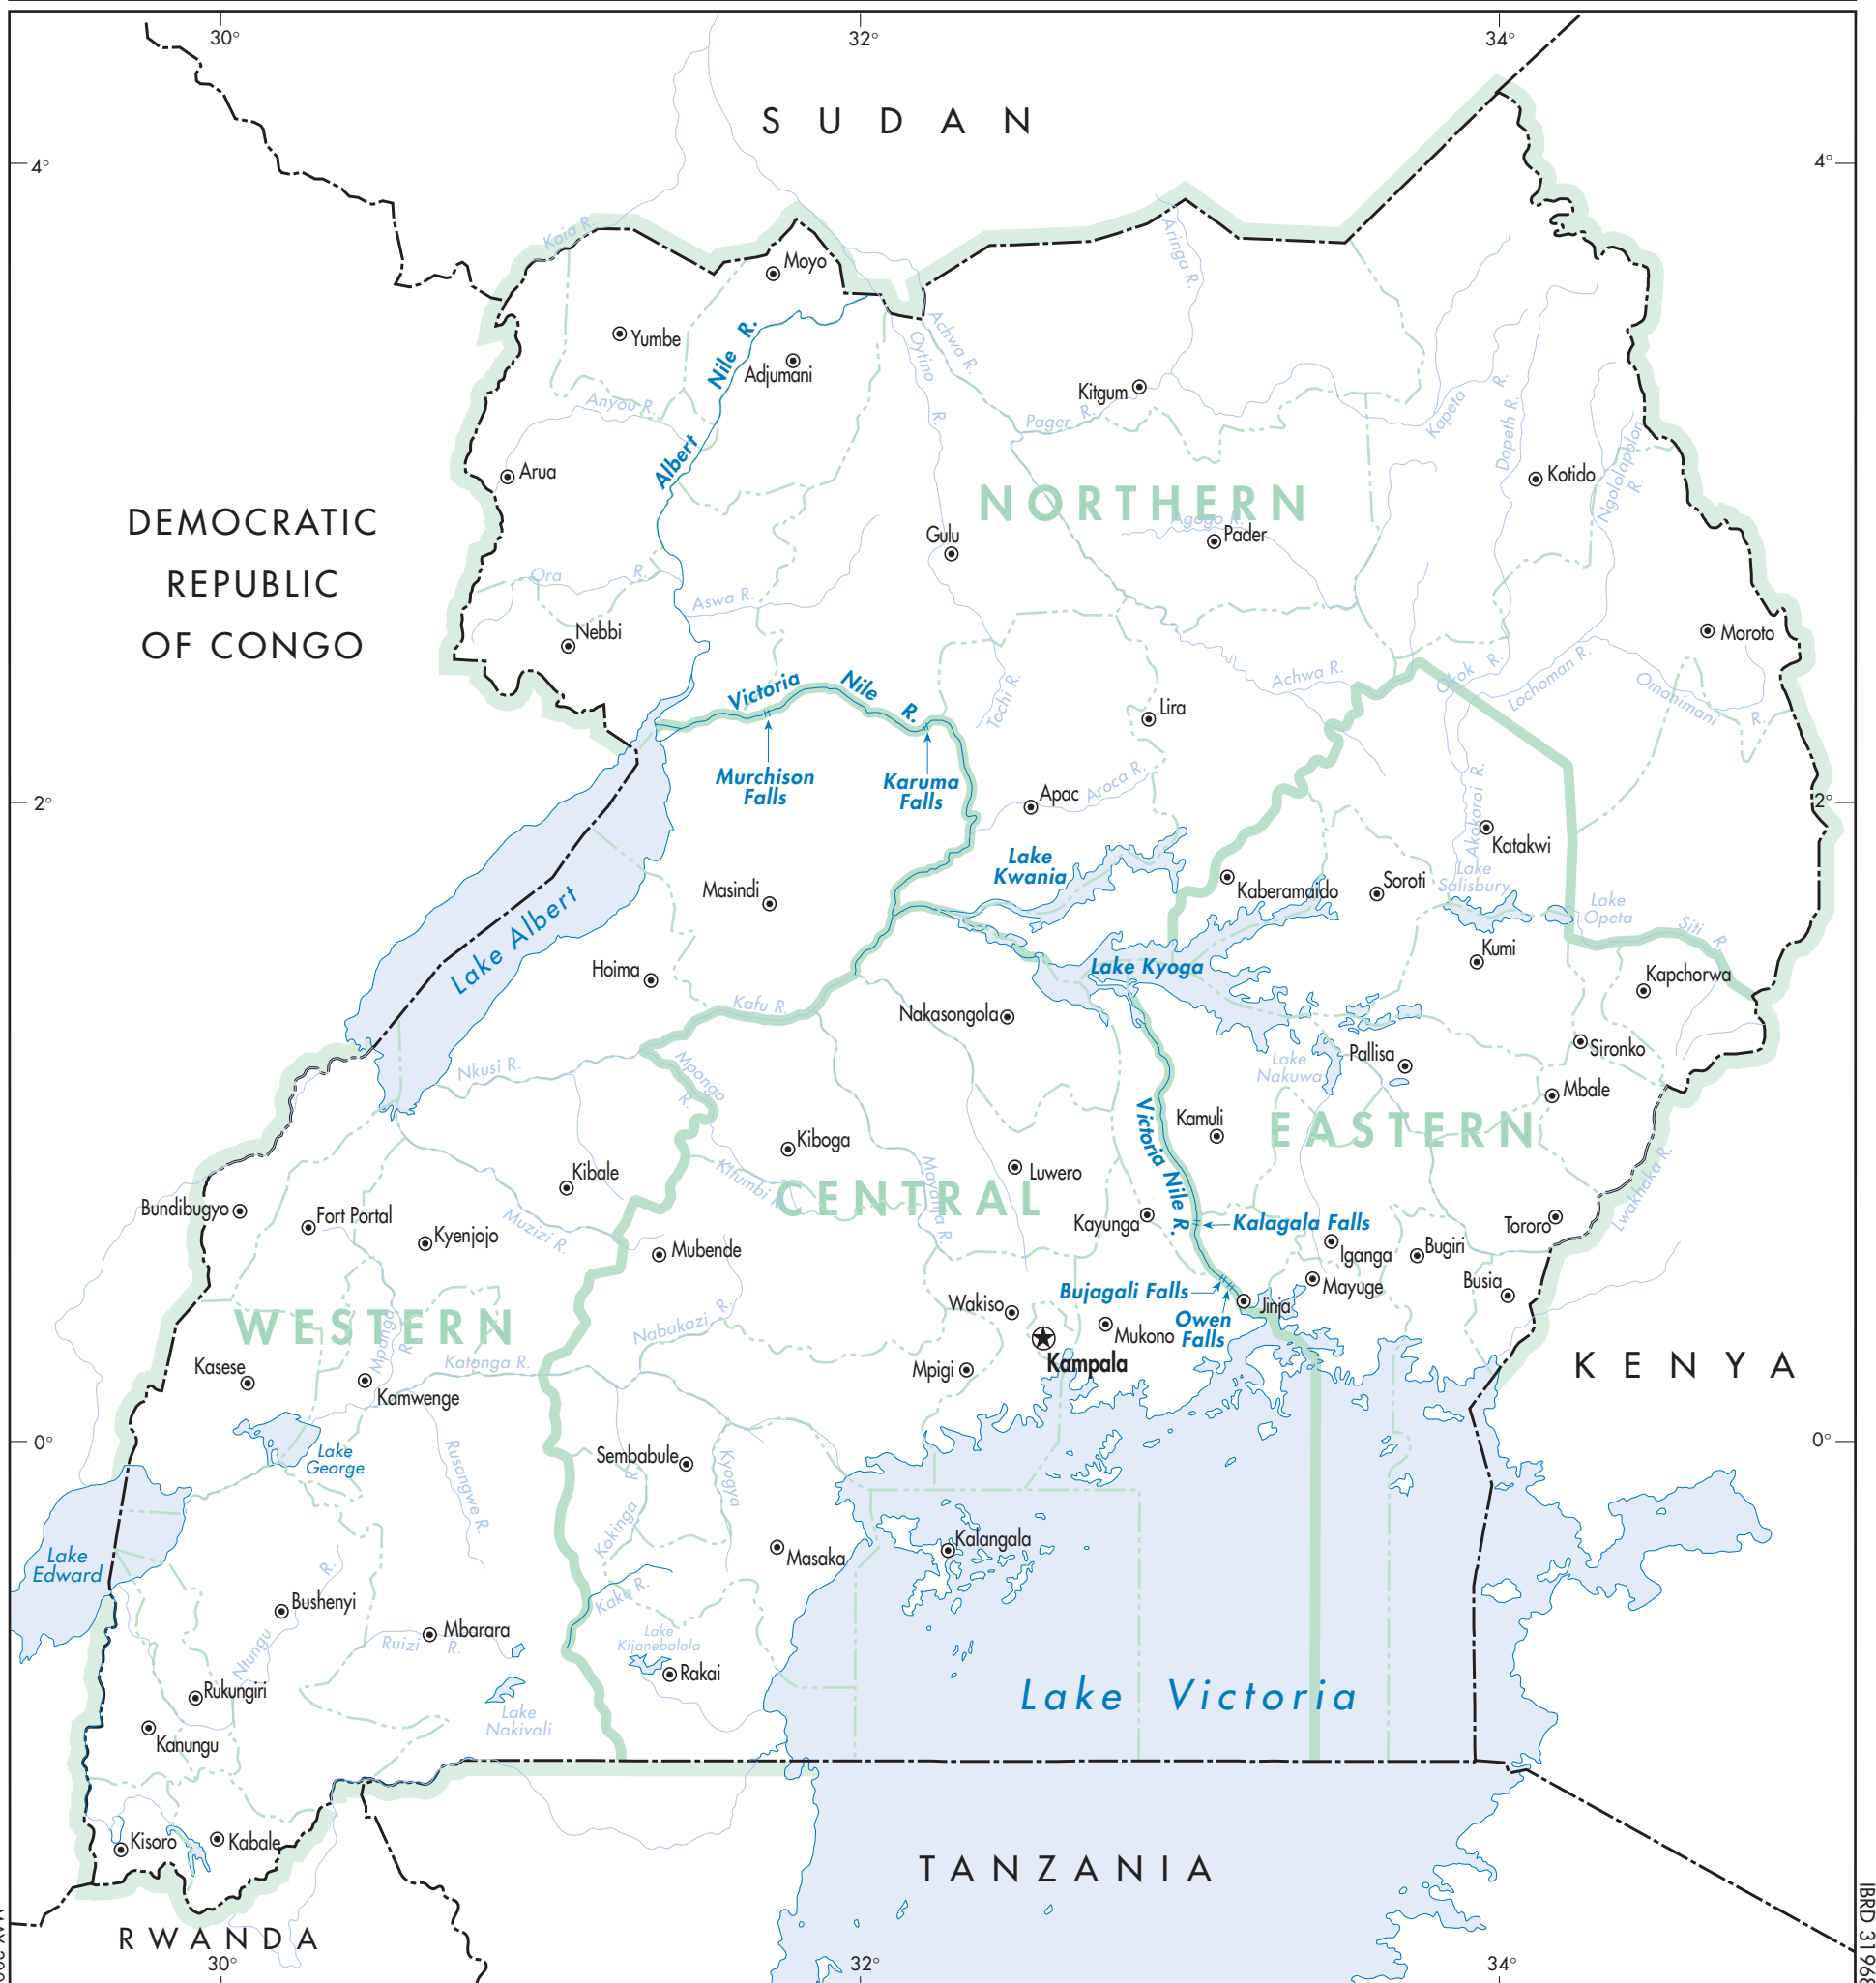 30°
32°
34°
SUDAN
4°
4°
Kaia R.
Moyo
Aringa R.
Yumbe
Albert Nile R.
Adjumani
Oytino R.
Achwa R.
Kitgum
Pager R.
Anyou R.
Kapeta R.
Dopeth R.
Ngololapolon R.
Arua
Kotido
NORTHERN
DEMOCRATIC
REPUBLIC
OF CONGO
Agogo R.
Gulu
Pader
Ora R.
Aswa R.
Nebbi
Moroto
Achwa R.
Okok R.
Lochoman R.
Omanimani R.
Victoria Nile R.
Tochi R.
Lira
Murchison
Falls
Karuma
Falls
Apac
Aroca R.
Akokoroi R.
2°
2°
Katakwi
Lake
Kwania
Masindi
Kaberamaido
Soroti
Lake
Salisbury
Lake
Opeta
Siti R
Lake Albert
Hoima
Lake Kyoga
Kumi
Kapchorwa
Kafu R.
Nakasongola
Nkusi R.
Mpongo R.
Lake
Nakuwa
Pallisa
Sironko
Mbale
Victoria Nile R.
Kamuli
EASTERN
Kiboga
Luwero
Kibale
Kitumbi R.
Mayanja R.
CENTRAL
Lwakhaka R.
Bundibugyo
Fort Portal
Kyenjojo
Muzizi R.
Mubende
Kayunga
Kalagala Falls
Tororo
Iganga
Bugiri
Bujagali Falls
Mayuge
Busia
Wakiso
Jinja
Owen
Falls
WESTERN
Nabakazi R.
Mukono
Mpanga R.
Katonga R.
Kampala
Kasese
Mpigi
KENYA
Kamwenge
0°
0°
Lake
George
Rusangwe R.
Sembabule
Kyogya
Kokinga R.
Lake
Edward
Kalangala
Masaka
Bushenyi
Kaku R.
Mbarara
Ruizi R.
Lake
Kijanebalola
Ntungu R.
Rakai
Rukungiri
Lake Victoria
Lake
Nakivali
Kanungu
Kisoro
Kabale
TANZANIA
RWANDA
30°
32°
34°
IBRD 31968